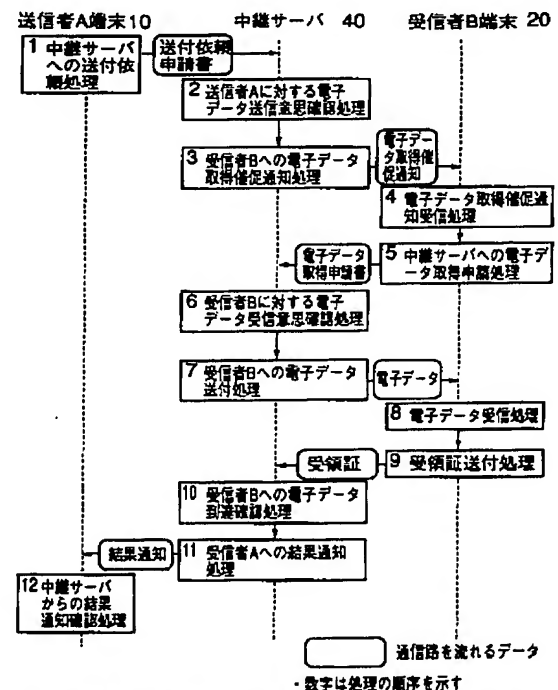 送信者A端末10
中継サーバ 40
受信者B端末 20
1 中継サーバ
への送付依
頼処理
送付依頼
申請書
2 送信者Aに対する電子
データ送信意思確認処理
3 受信者Bへの電子データ
取得催促通知処理
電子デー
タ取得催
促通知
4 電子データ取得催促通
知受信処理
電子データ
取得申請書
5 中継サーバへの電子デ
ータ取得申請処理
6 受信者Bに対する電子
データ受信意思確認処理
7 受信者Bへの電子データ
送付処理
電子データ
8 電子データ受信処理
受領証
9 受領証送付処理
10 受信者Bへの電子データ
到達確認処理
結果通知
11 受信者Aへの結果通知
処理
12 中継サーバ
からの結果
通知確認処理
通信路を流れるデータ
・数字は処理の順序を示す